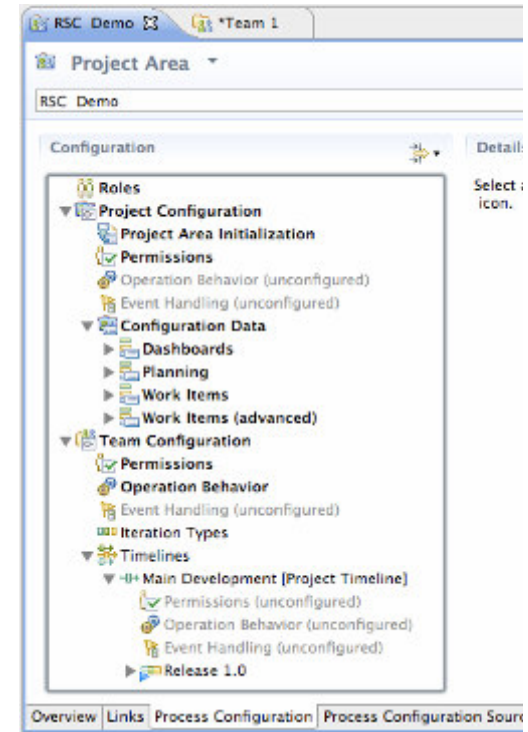 RSC Demo *Team 1
Project Area
RSC Demo
Configuration
Details
Select a
icon.
Roles
Project Configuration
Project Area Initialization
Permissions
Operation Behavior (unconfigured)
Event Handling (unconfigured)
Configuration Data
Dashboards
Planning
Work Items
Work Items (advanced)
Team Configuration
Permissions
Operation Behavior
Event Handling (unconfigured)
Iteration Types
Timelines
Main Development [Project Timeline]
Permissions (unconfigured)
Operation Behavior (unconfigured)
Event Handling (unconfigured)
Release 1.0
Overview Links Process Configuration Process Configuration Sourc